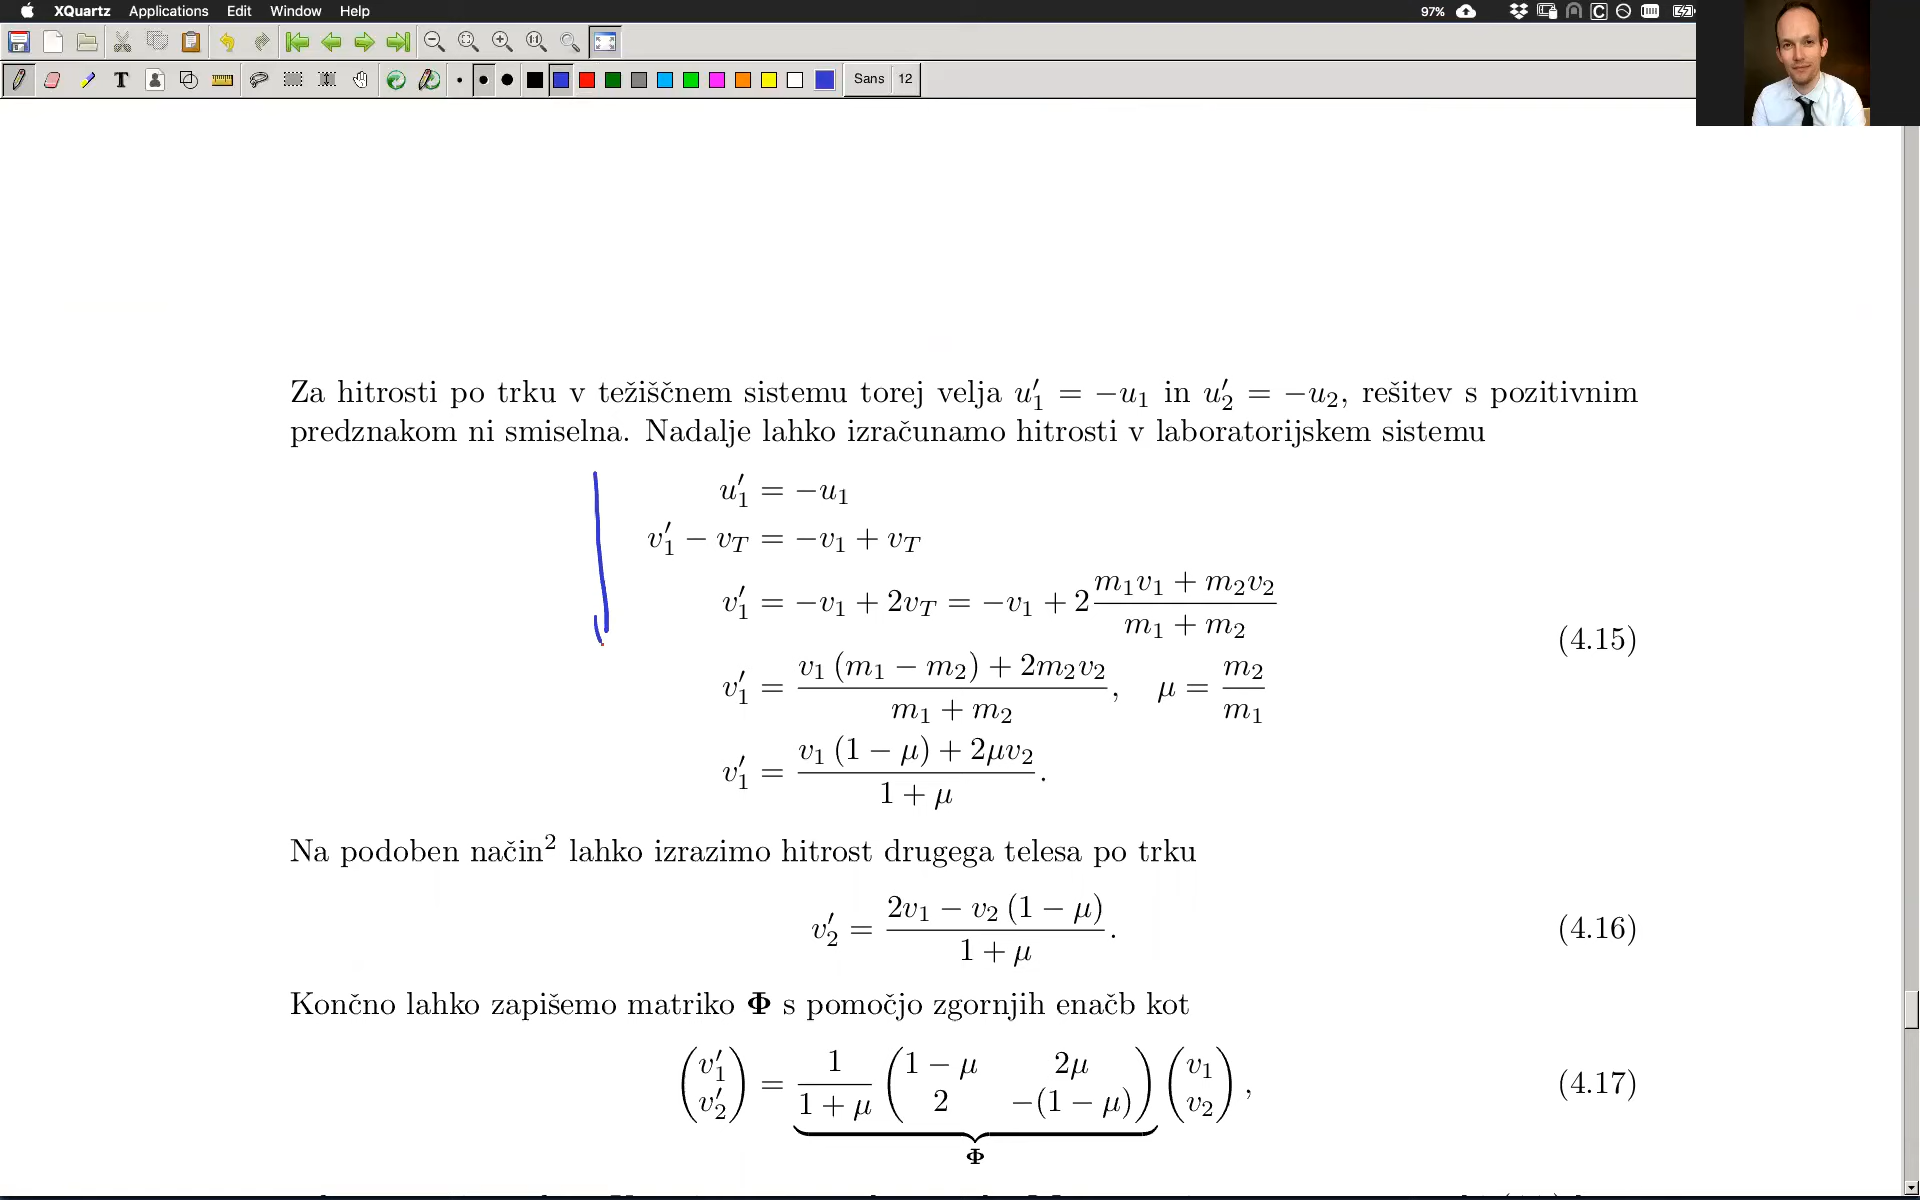 XQuartz Applications Edit Window Help 97%
Sans 12
Za hitrosti po trku v težiščnem sistemu torej velja u′₁ = −u₁ in u′₂ = −u₂, rešitev s pozitivnim
predznakom ni smiselna. Nadalje lahko izračunamo hitrosti v laboratorijskem sistemu
u′₁ = −u₁
v′₁ − v_T = −v₁ + v_T
v′₁ = −v₁ + 2v_T = −v₁ + 2 (m₁v₁ + m₂v₂)/(m₁ + m₂)
(4.15)
v′₁ = (v₁ (m₁ − m₂) + 2m₂v₂)/(m₁ + m₂), μ = m₂/m₁
v′₁ = (v₁ (1 − μ) + 2μv₂)/(1 + μ).
Na podoben način² lahko izrazimo hitrost drugega telesa po trku
v′₂ = (2v₁ − v₂ (1 − μ))/(1 + μ). (4.16)
Končno lahko zapišemo matriko Φ s pomočjo zgornjih enačb kot
(v′₁ v′₂) = 1/(1 + μ) (1 − μ 2μ 2 −(1 − μ)) (v₁ v₂), (4.17)
Φ